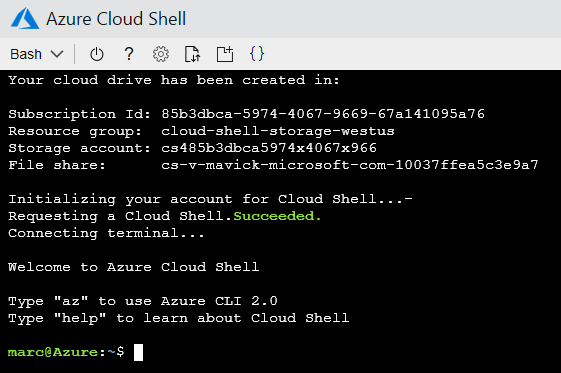 Azure Cloud Shell
Bash ? {}
Your cloud drive has been created in:
Subscription Id: 85b3dbca-5974-4067-9669-67a141095a76
Resource group: cloud-shell-storage-westus
Storage account: cs485b3dbca5974x4067x966
File share: cs-v-mavick-microsoft-com-10037ffea5c3e9a7
Initializing your account for Cloud Shell...-
Requesting a Cloud Shell.Succeeded.
Connecting terminal...
Welcome to Azure Cloud Shell
Type "az" to use Azure CLI 2.0
Type "help" to learn about Cloud Shell
marc@Azure:~$